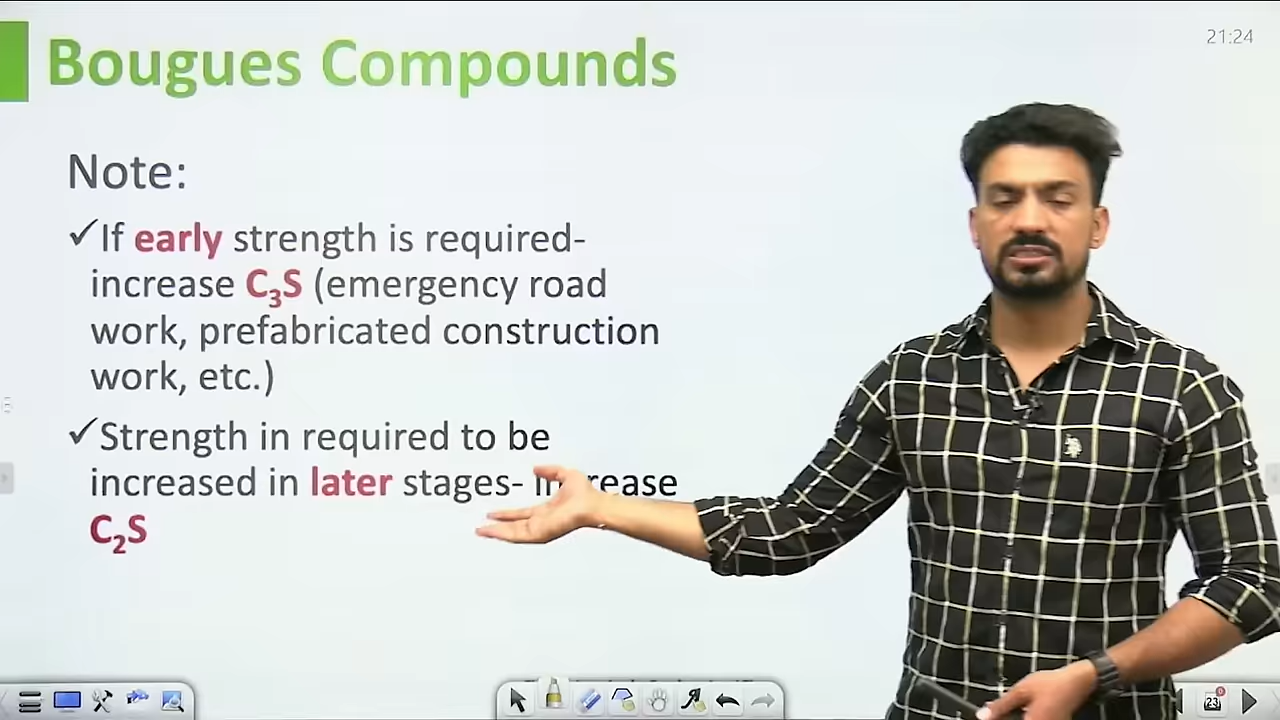 Bougues Compounds
21:24
Note:
✓If early strength is required-
increase C₃S (emergency road
work, prefabricated construction
work, etc.)
✓Strength in required to be
increased in later stages-
C₂S
23